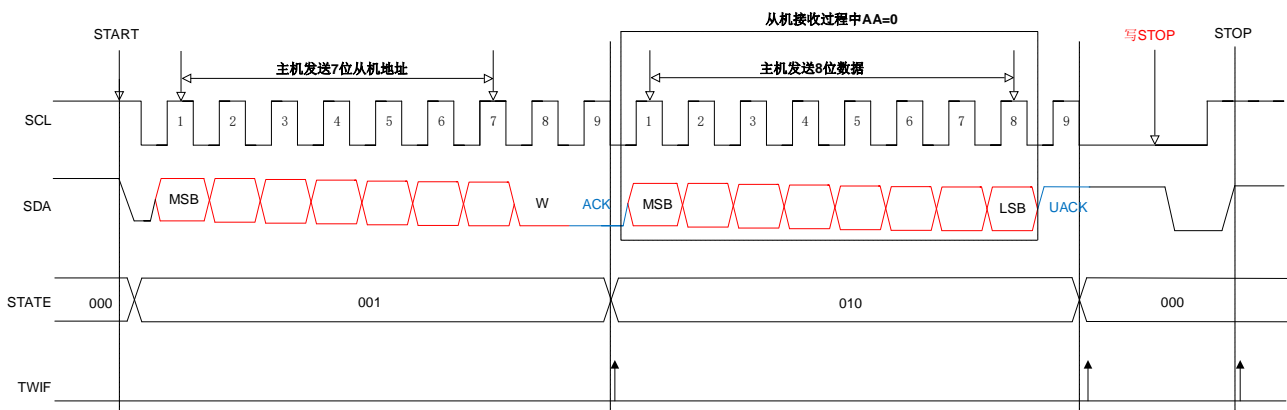 从机接收过程中AA=0
START
写STOP
STOP
主机发送7位从机地址
主机发送8位数据
SCL
1 2 3 4 5 6 7 8 9 1 2 3 4 5 6 7 8 9
SDA
MSB W ACK MSB LSB UACK
STATE 000 001 010 000
TWIF